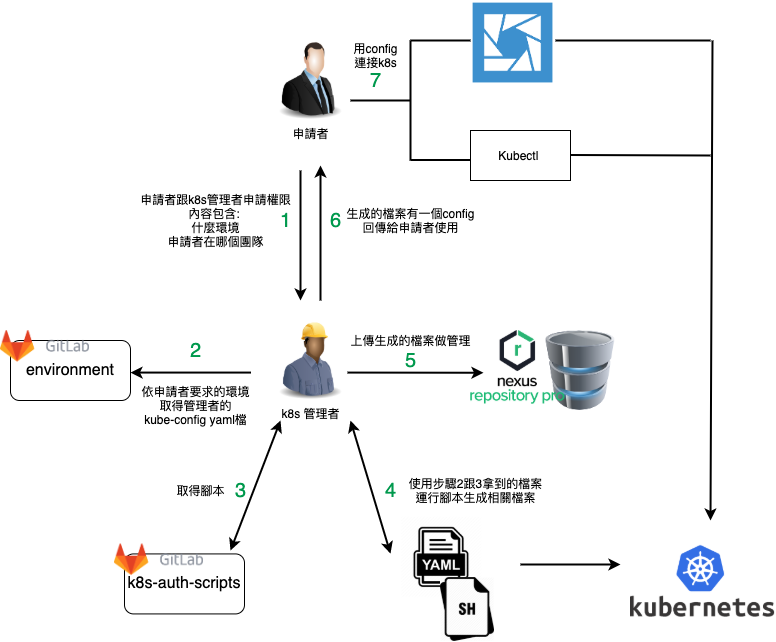 用config
連接k8s
7
申請者
Kubectl
申請者跟k8s管理者申請權限
內容包含:
什麼環境
申請者在哪個團隊
1
6
生成的檔案有一個config
回傳給申請者使用
GitLab
environment
2
依申請者要求的環境
取得管理者的
kube-config yaml檔
k8s 管理者
上傳生成的檔案做管理
5
r
nexus
repository pro
取得腳本
3
4
使用步驟2跟3拿到的檔案
運行腳本生成相關檔案
GitLab
k8s-auth-scripts
YAML
SH
kubernetes